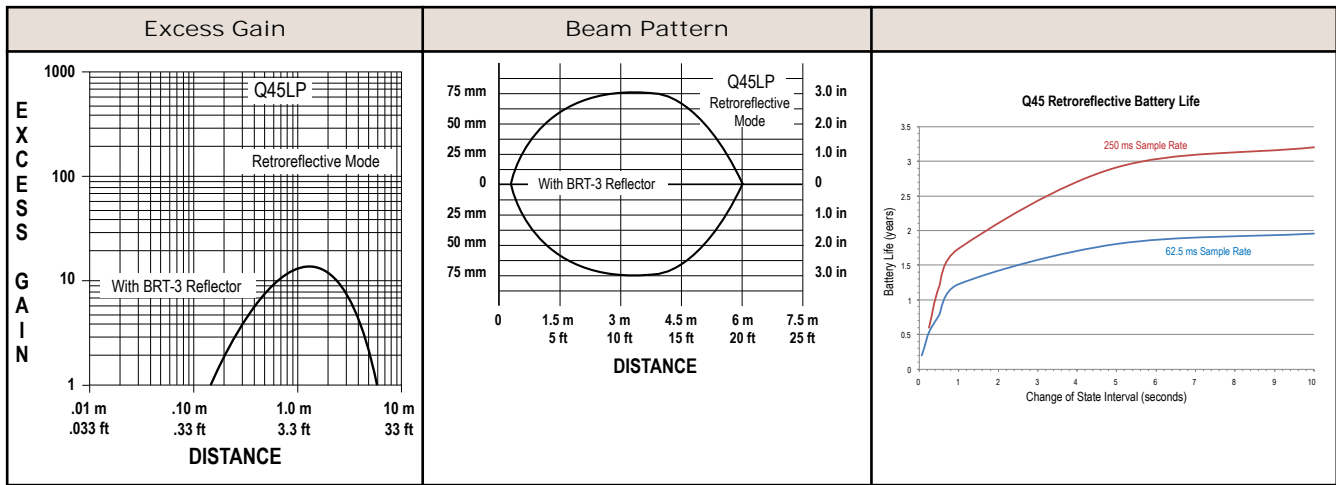 Excess Gain
Beam Pattern
1000
100
10
1
EXCESS GAIN
Q45LP
Retroreflective Mode
With BRT-3 Reflector
.01 m .10 m 1.0 m 10 m
.033 ft .33 ft 3.3 ft 33 ft
DISTANCE
75 mm
50 mm
25 mm
0
25 mm
50 mm
75 mm
Q45LP
Retroreflective
Mode
With BRT-3 Reflector
3.0 in
2.0 in
1.0 in
0
1.0 in
2.0 in
3.0 in
0 1.5 m 3 m 4.5 m 6 m 7.5 m
5 ft 10 ft 15 ft 20 ft 25 ft
DISTANCE
Q45 Retroreflective Battery Life
3.5
3
2.5
2
1.5
1
0.5
0
Battery Life (years)
250 ms Sample Rate
62.5 ms Sample Rate
0 1 2 3 4 5 6 7 8 9 10
Change of State Interval (seconds)